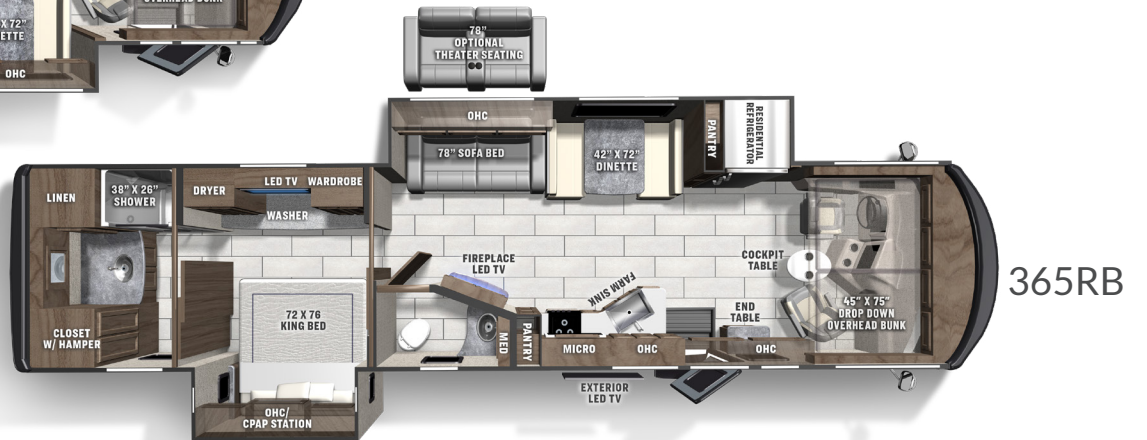 OVERHEAD BUNK
X 72"
ETTE
OHC
78"
OPTIONAL
THEATER SEATING
OHC
78" SOFA BED
42" X 72"
DINETTE
PANTRY
RESIDENTIAL
REFRIGERATOR
LINEN
38" X 26"
SHOWER
DRYER
LED TV
WARDROBE
WASHER
FIREPLACE
LED TV
FARM SINK
COCKPIT
TABLE
365RB
72 X 76
KING BED
END
TABLE
45" X 75"
DROP DOWN
OVERHEAD BUNK
CLOSET
W/ HAMPER
MED
PANTRY
MICRO
OHC
OHC
EXTERIOR
LED TV
OHC/
CPAP STATION